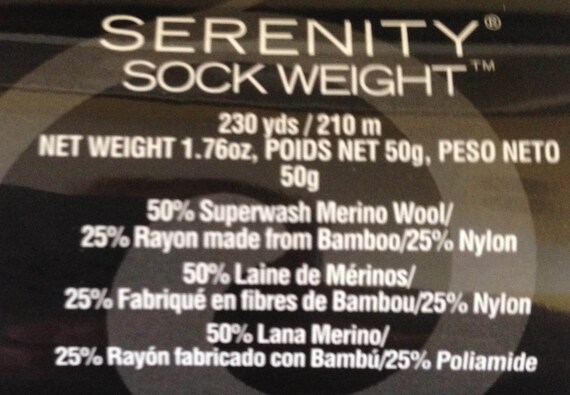 SERENITY®
SOCK WEIGHT™
230 yds / 210 m
NET WEIGHT 1.76oz, POIDS NET 50g, PESO NETO
50g
50% Superwash Merino Wool/
25% Rayon made from Bamboo/25% Nylon
50% Laine de Mérinos/
25% Fabriqué en fibres de Bambou/25% Nylon
50% Lana Merino/
25% Rayón fabricado con Bambú/25% Poliamide